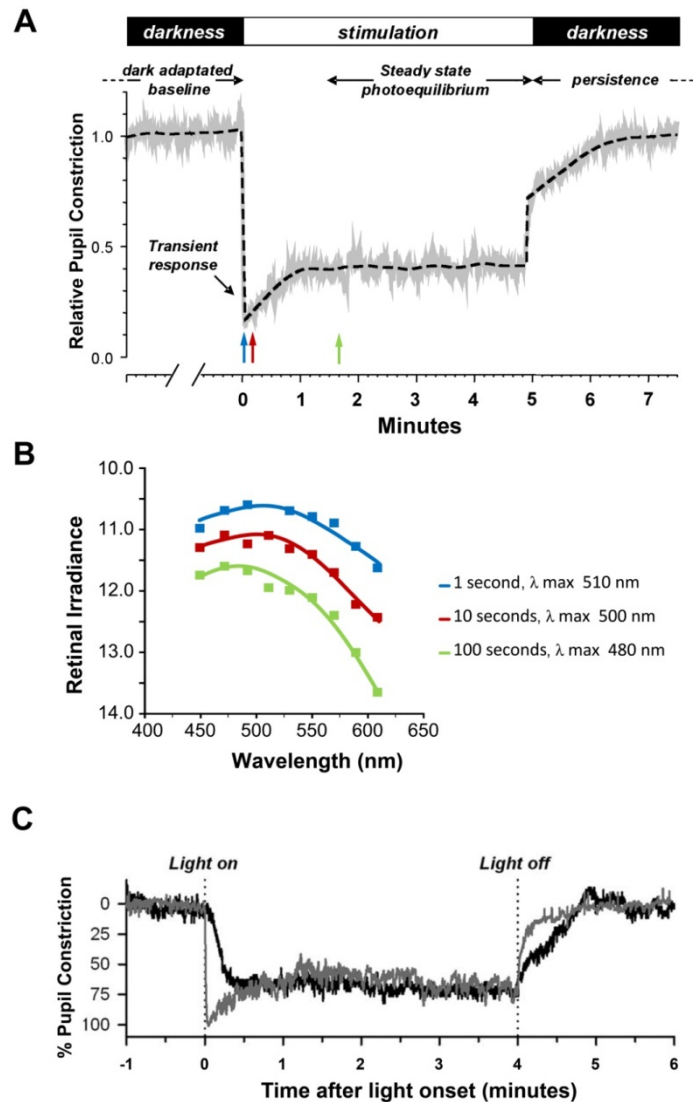 A
darkness stimulation darkness
dark adaptated
baseline
Steady state
photoequilibrium
persistence
Relative Pupil Constriction
1.0
0.5
0.0
Transient
response
0 1 2 3 4 5 6 7
Minutes
B
Retinal Irradiance
10.0
11.0
12.0
13.0
14.0
400 450 500 550 600 650
Wavelength (nm)
1 second, λ max 510 nm
10 seconds, λ max 500 nm
100 seconds, λ max 480 nm
C
Light on Light off
% Pupil Constriction
0
25
50
75
100
-1 0 1 2 3 4 5 6
Time after light onset (minutes)